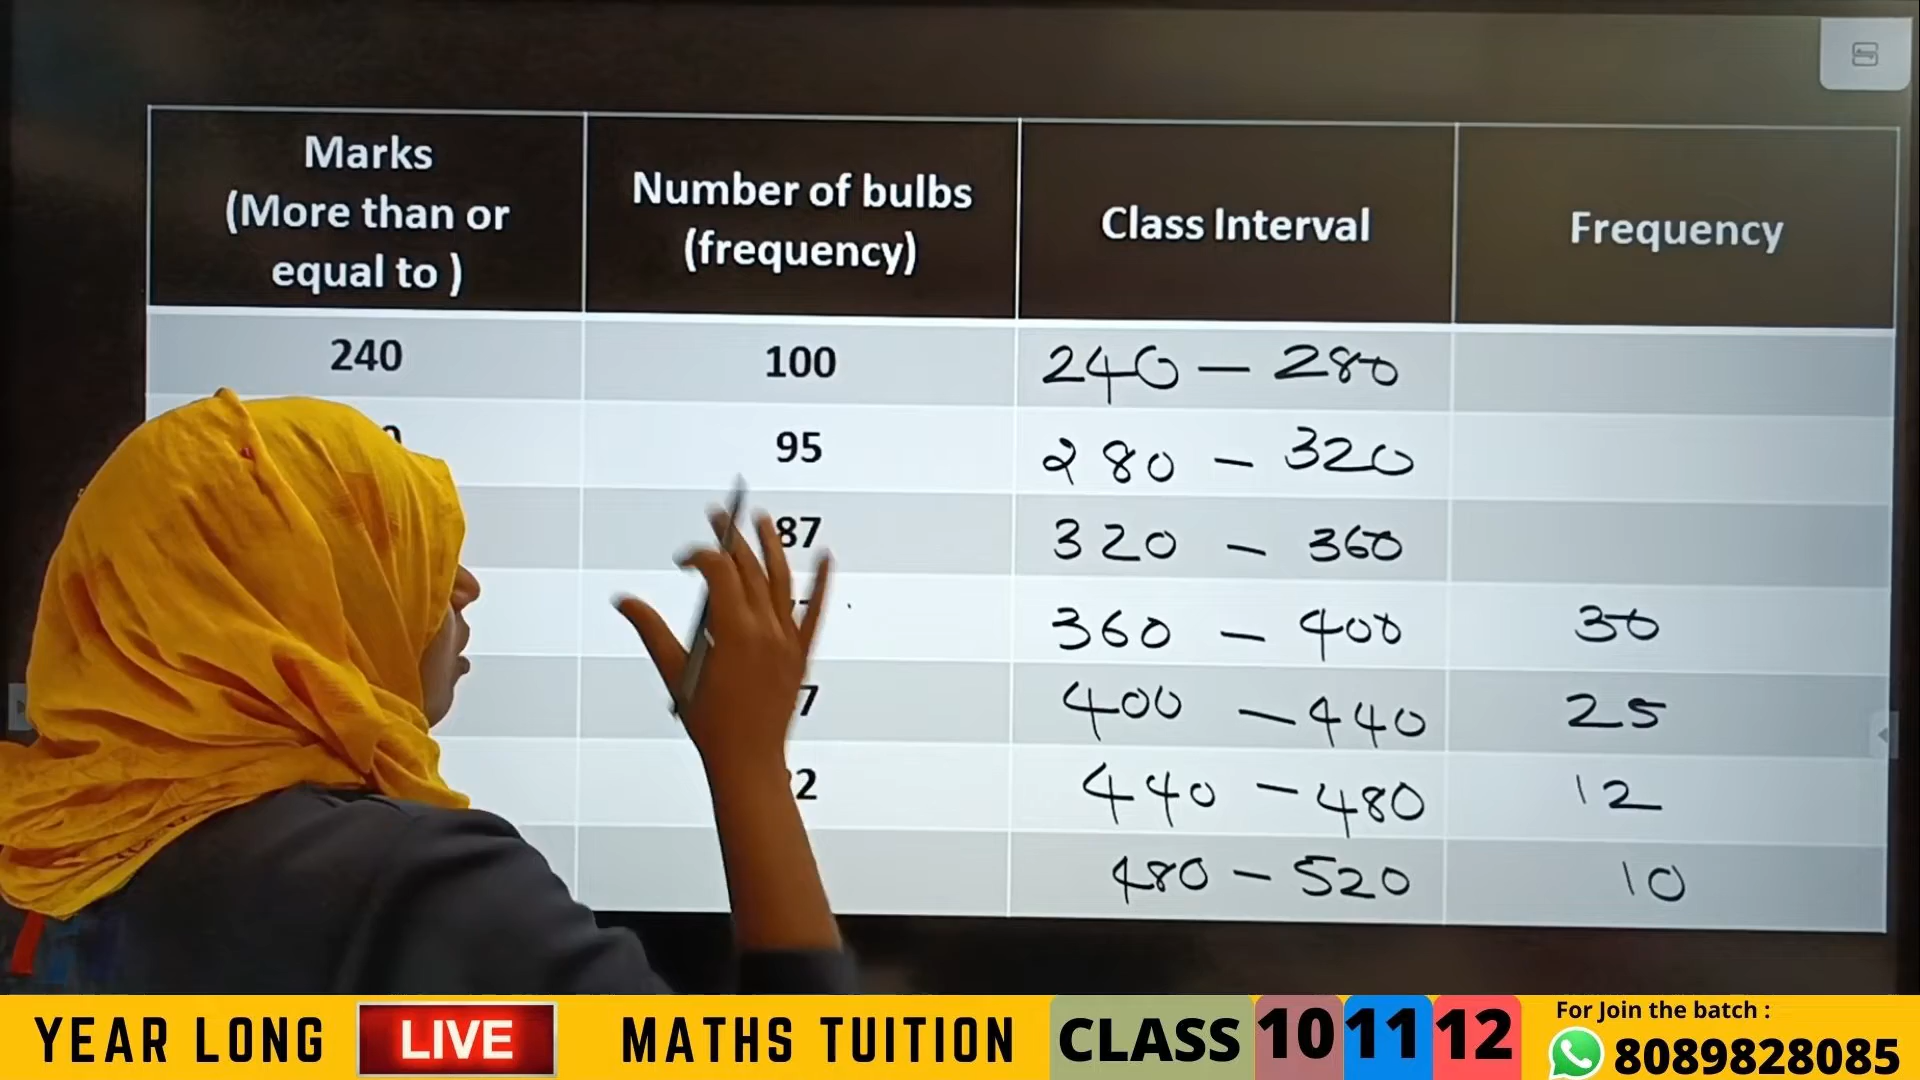 Marks
(More than or
equal to )
Number of bulbs
(frequency)
Class Interval
Frequency
240 100 240 – 280
95 280 – 320
87 320 – 360
360 – 400 30
400 – 440 25
440 – 480 12
480 – 520 10
YEAR LONG LIVE MATHS TUITION CLASS 10 11 12
For Join the batch :
8089828085